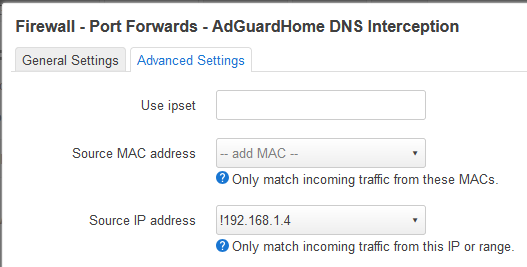 Firewall - Port Forwards - AdGuardHome DNS Interception
General Settings
Advanced Settings
Use ipset
Source MAC address
-- add MAC --
Only match incoming traffic from these MACs.
Source IP address
!192.168.1.4
Only match incoming traffic from this IP or range.